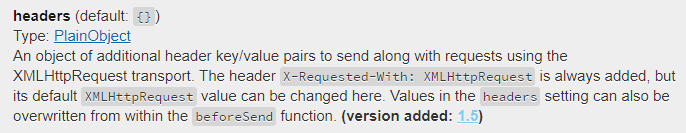 headers (default: {})
Type: PlainObject
An object of additional header key/value pairs to send along with requests using the
XMLHttpRequest transport. The header X-Requested-With: XMLHttpRequest is always added, but
its default XMLHttpRequest value can be changed here. Values in the headers setting can also be
overwritten from within the beforeSend function. (version added: 1.5)